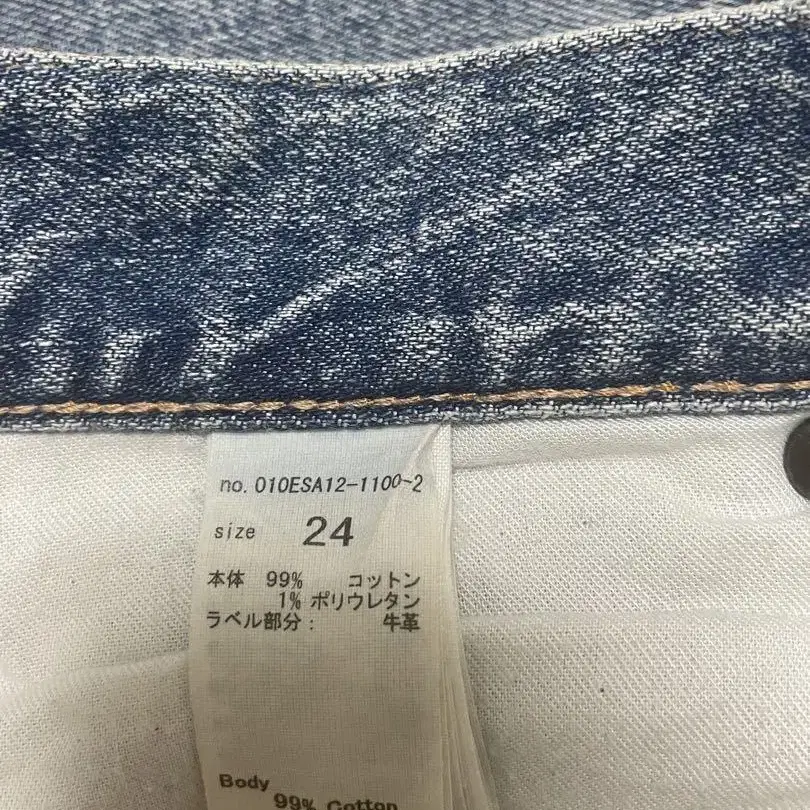 no. 010ESA12-1100-2
size 24
本体 99% コットン
1% ポリウレタン
ラベル部分: 牛革
Body
99% Cotton